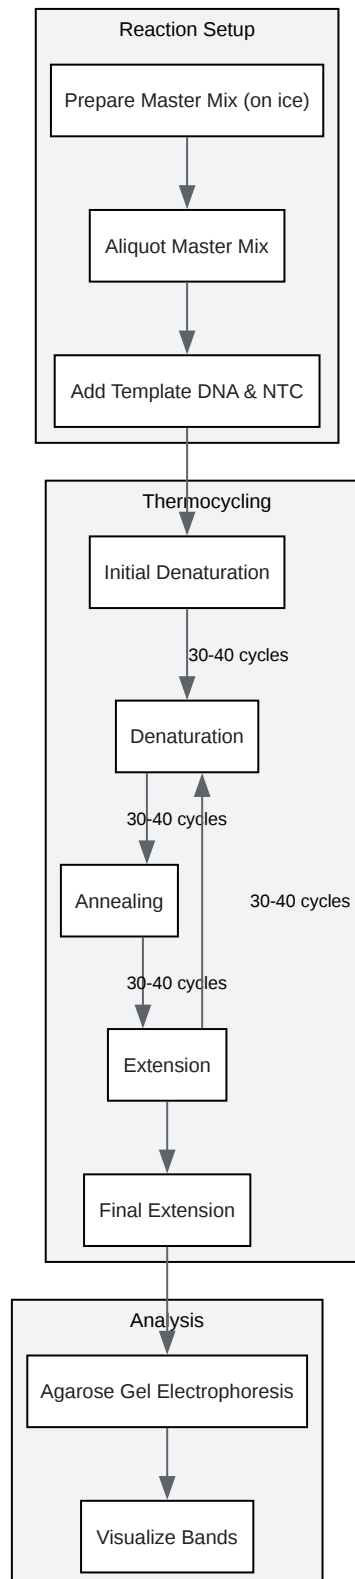 Reaction Setup
Prepare Master Mix (on ice)
Aliquot Master Mix
Add Template DNA & NTC
Thermocycling
Initial Denaturation
30-40 cycles
Denaturation
30-40 cycles
Annealing
30-40 cycles
30-40 cycles
Extension
Final Extension
Analysis
Agarose Gel Electrophoresis
Visualize Bands